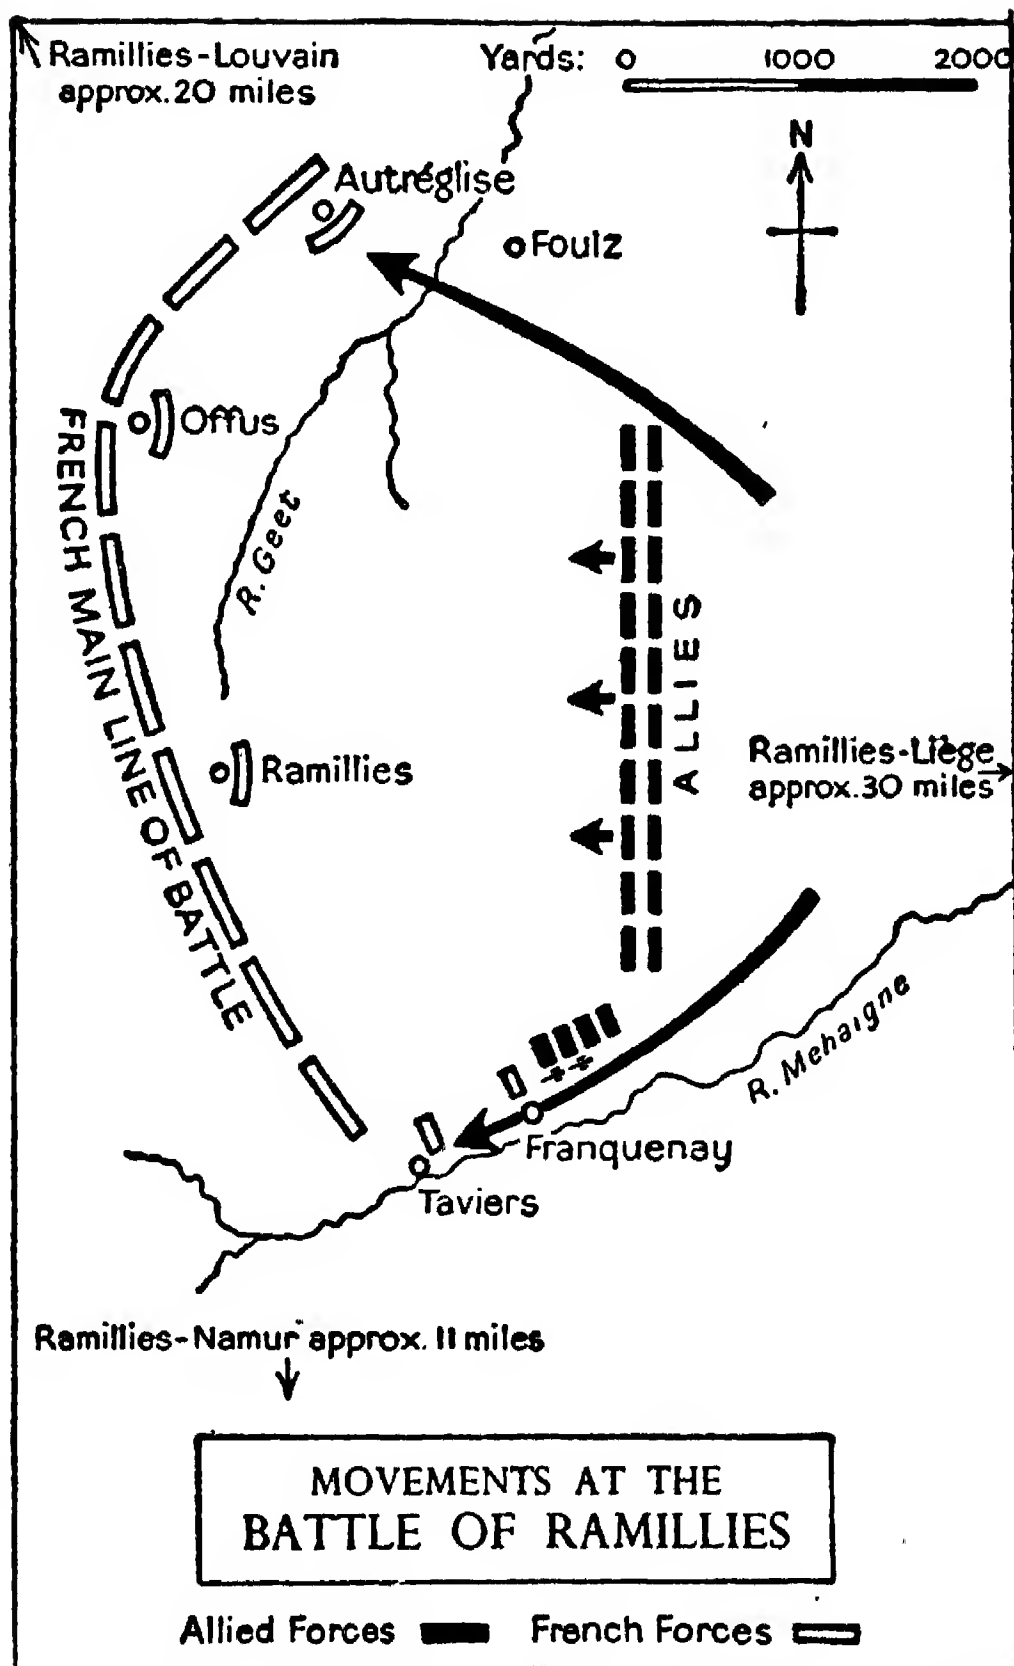 Ramillies-Louvain
approx. 20 miles
Yards: 0 1000 2000
N
Autréglise
Foulz
Offus
FRENCH MAIN LINE OF BATTLE
R. Geet
ALLIES
Ramillies
Ramillies-Liège
approx. 30 miles
R. Mehaigne
Franquenay
Taviers
Ramillies-Namur approx. 11 miles
MOVEMENTS AT THE
BATTLE OF RAMILLIES
Allied Forces French Forces